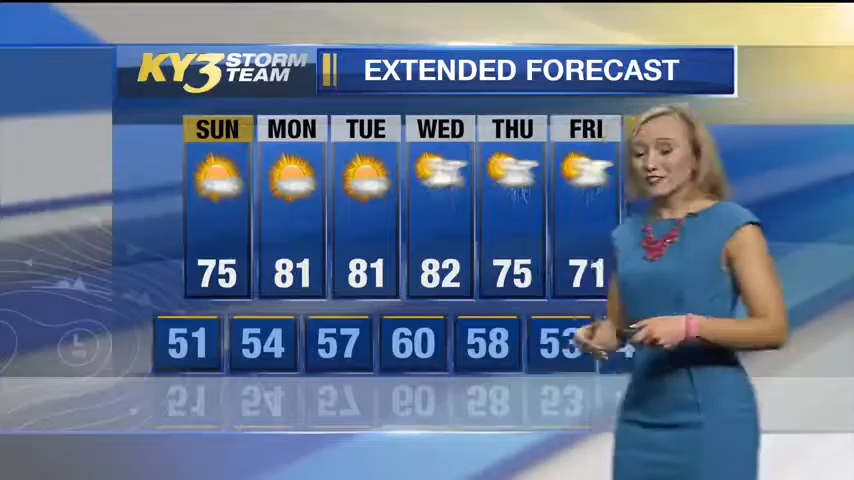 KY3 STORM TEAM
EXTENDED FORECAST
SUN MON TUE WED THU FRI
75 81 81 82 75 71
51 54 57 60 58 53